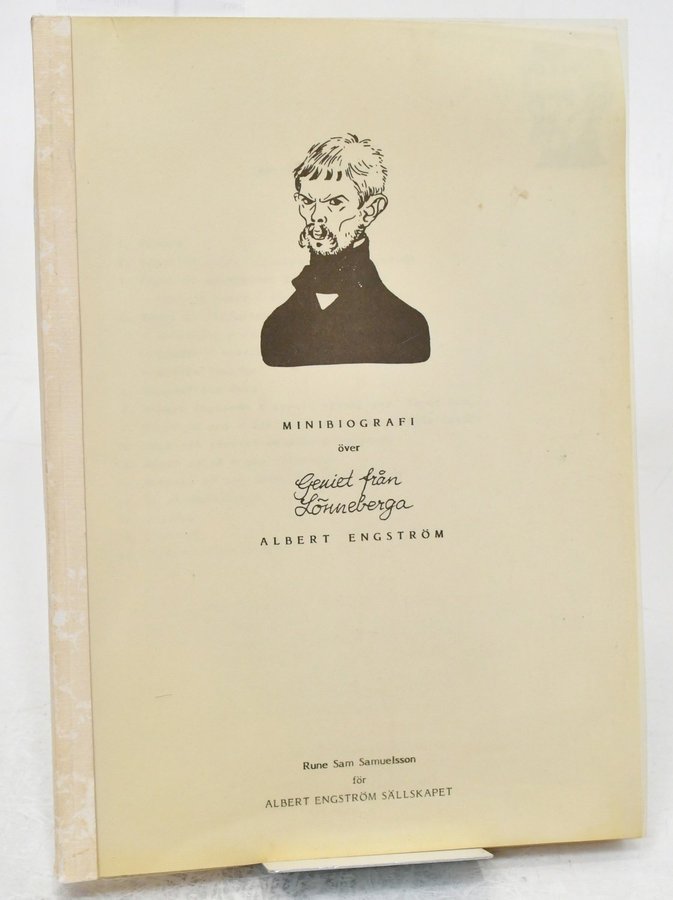 MINIBIOGRAFI
över
Geniet från
Lönneberga
ALBERT ENGSTRÖM
Rune Sam Samuelsson
för
ALBERT ENGSTRÖM SÄLLSKAPET